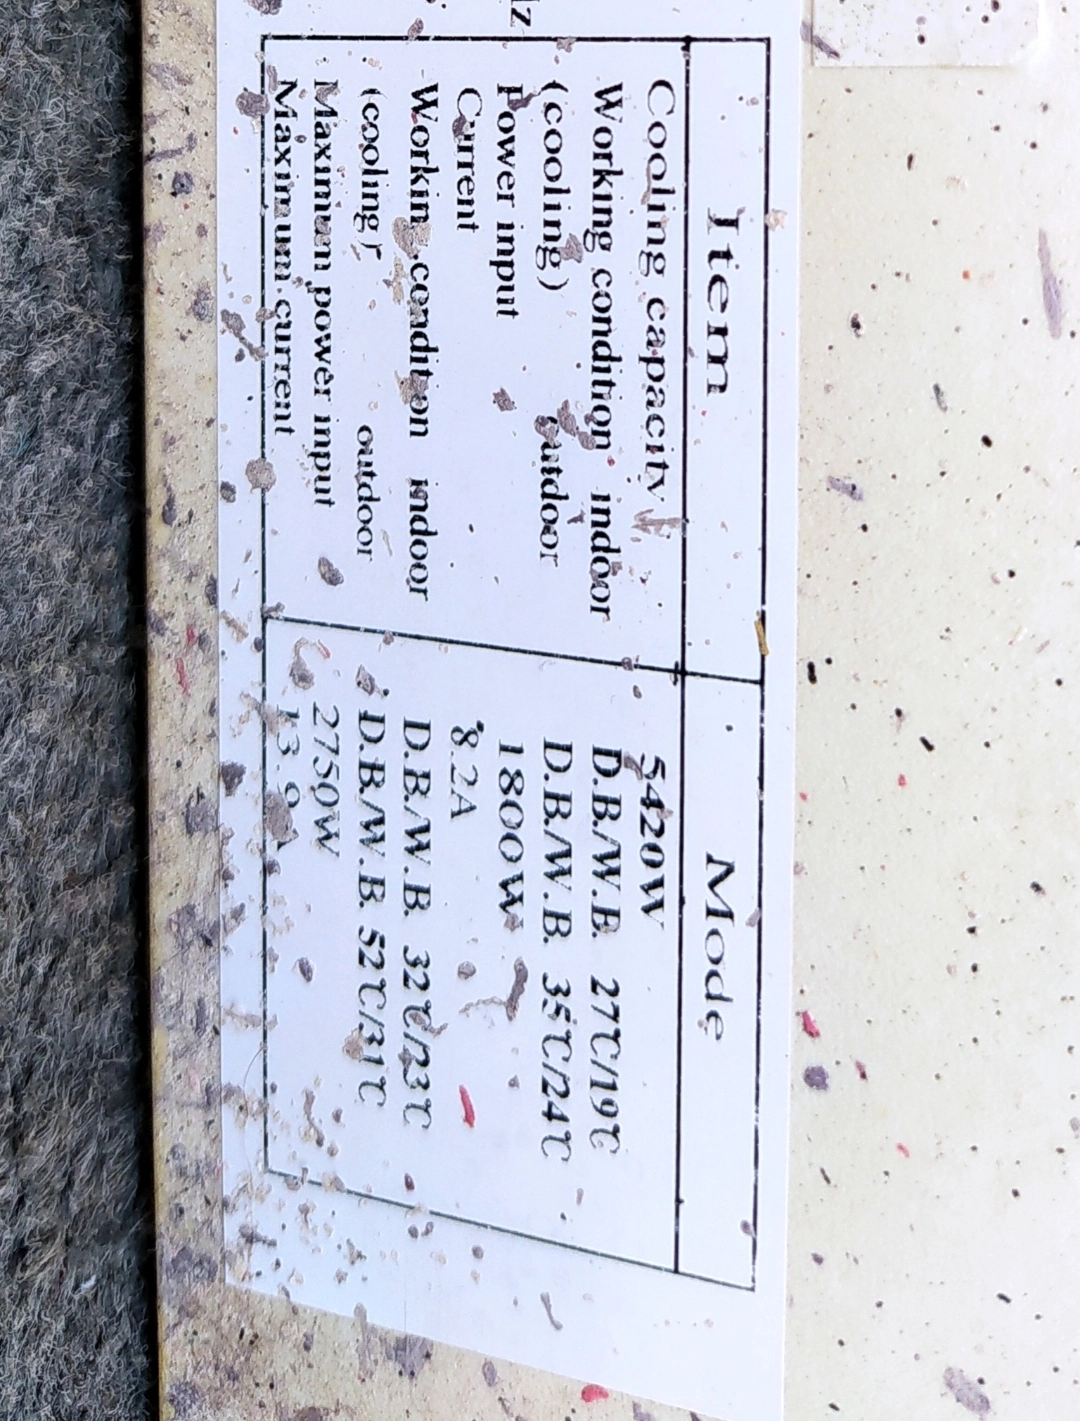 Item Mode
Cooling capacity 5420W
Working condition indoor D.B./W.B. 27℃/19℃
(cooling) outdoor D.B./W.B. 35℃/24℃
Power input 1800W
Current 8.2A
Working condition indoor D.B./W.B. 32℃/23℃
(cooling) outdoor D.B./W.B. 52℃/31℃
Maximum power input 2750W
Maximum current